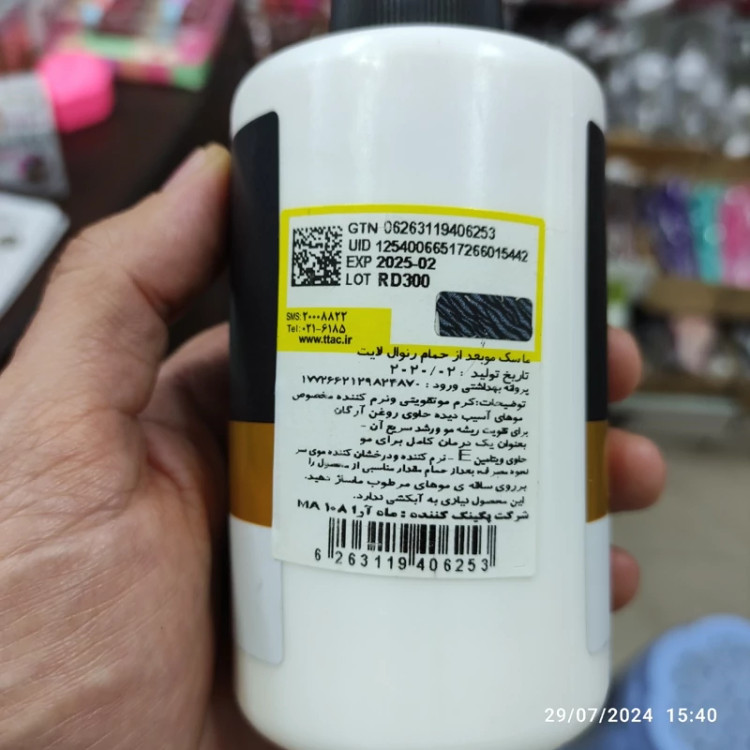 GTN 06263119406253
UID 12540066517266015442
EXP 2025-02
LOT RD300
SMS:۲۰۰۰۸۸۲۲
Tel:۰۲۱-۶۱۸۵
www.ttac.ir
ماسک موبعد از حمام رنوال لایت
تاریخ تولید : ۲۰۲۰/۰۲
پروانه بهداشتی ورود : ۱۷۷۲۶۶۲۱۲۹۸۲۴۸۷۰
توضیحات:کرم موتقویتی ونرم کننده مخصوص
موهای آسیب دیده حاوی روغن آرگان
برای تقویت ریشه مو ورشد سریع آن -
بعنوان یک درمان کامل برای مو
حاوی ویتامین E - نرم کننده ودرخشان کننده موی سر
نحوه مصرف :بعداز حمام مقدار مناسبی از محصول را
برروی ساقه ی موهای مرطوب ماساژ دهید.
این محصول نیازی به آبکشی ندارد.
شرکت پکینگ کننده : ماه آرا MA ۱۰۸
6 263119 406253
29/07/2024 15:40